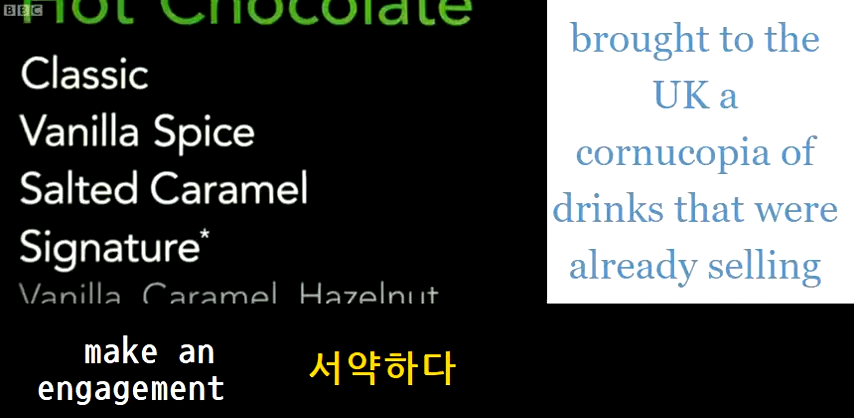 BBC
Hot Chocolate
Classic
Vanilla Spice
Salted Caramel
Signature*
Vanilla Caramel Hazelnut
brought to the
UK a
cornucopia of
drinks that were
already selling
make an
engagement
서약하다